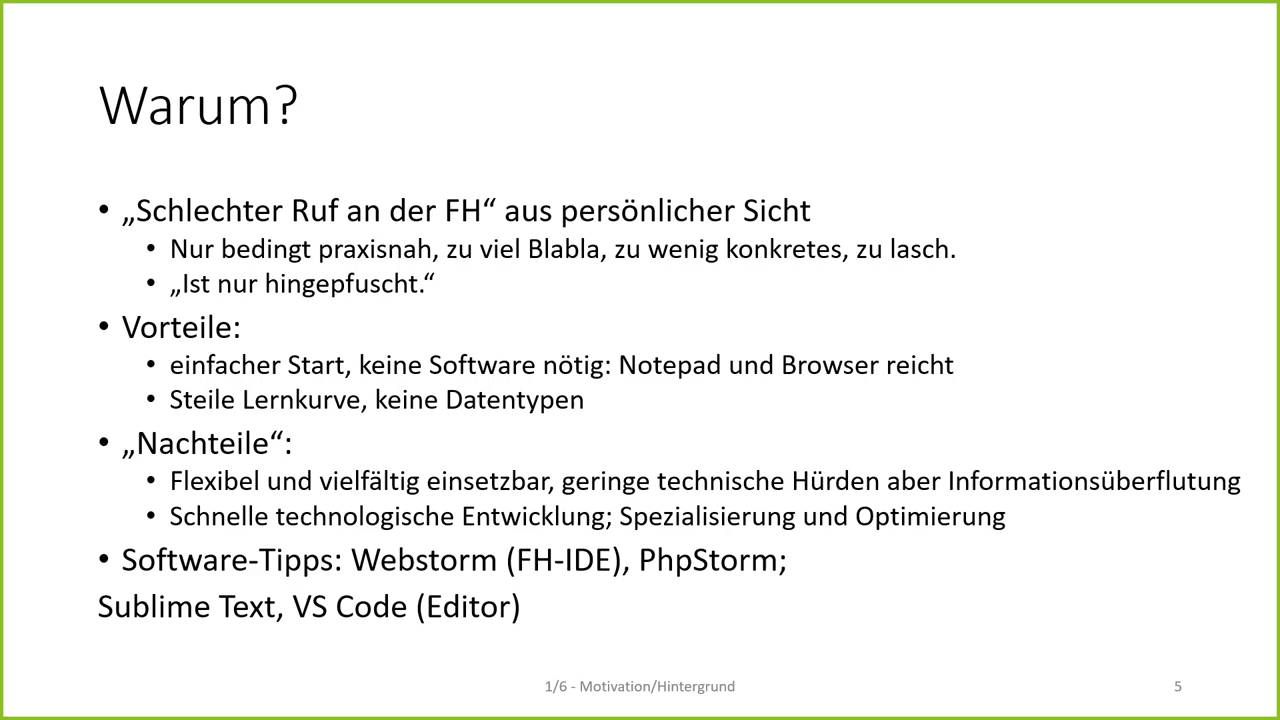 Warum?
• „Schlechter Ruf an der FH“ aus persönlicher Sicht
• Nur bedingt praxisnah, zu viel Blabla, zu wenig konkretes, zu lasch.
• „Ist nur hingepfuscht.“
• Vorteile:
• einfacher Start, keine Software nötig: Notepad und Browser reicht
• Steile Lernkurve, keine Datentypen
• „Nachteile“:
• Flexibel und vielfältig einsetzbar, geringe technische Hürden aber Informationsüberflutung
• Schnelle technologische Entwicklung; Spezialisierung und Optimierung
• Software-Tipps: Webstorm (FH-IDE), PhpStorm;
Sublime Text, VS Code (Editor)
1/6 - Motivation/Hintergrund
5